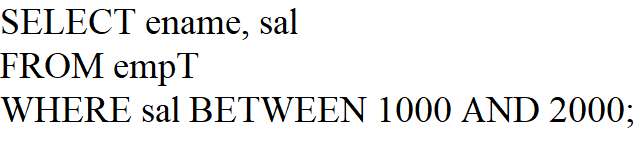 SELECT ename, sal
FROM empT
WHERE sal BETWEEN 1000 AND 2000;